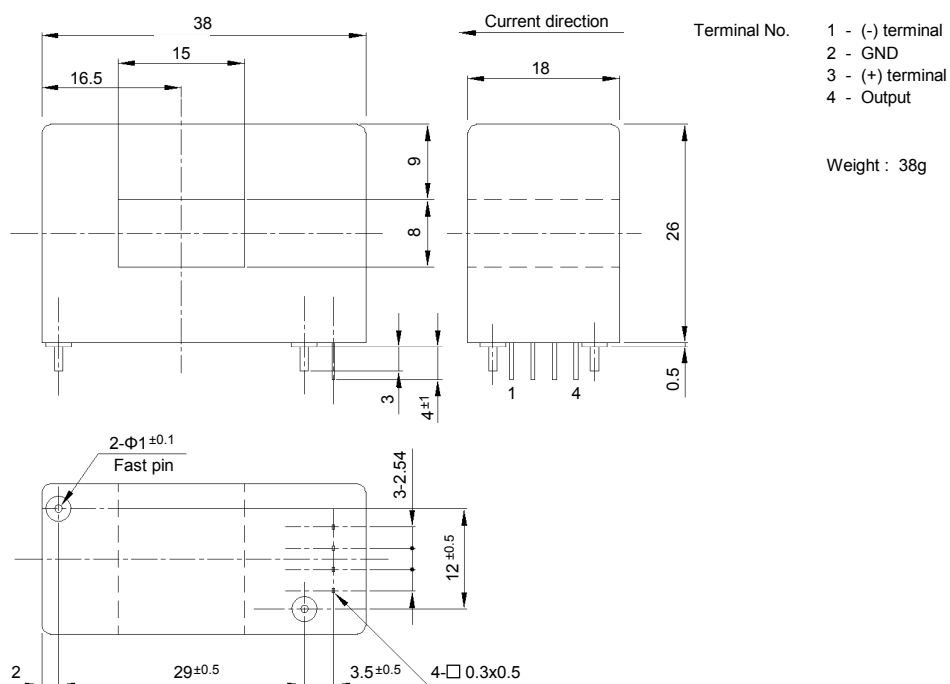 38
Current direction
Terminal No.
1 - (-) terminal
2 - GND
3 - (+) terminal
4 - Output
15
16.5
18
9
8
26
Weight : 38g
3
4±1
1
4
0.5
2-Φ1±0.1
Fast pin
3-2.54
12±0.5
2
29±0.5
3.5±0.5
4-□ 0.3x0.5